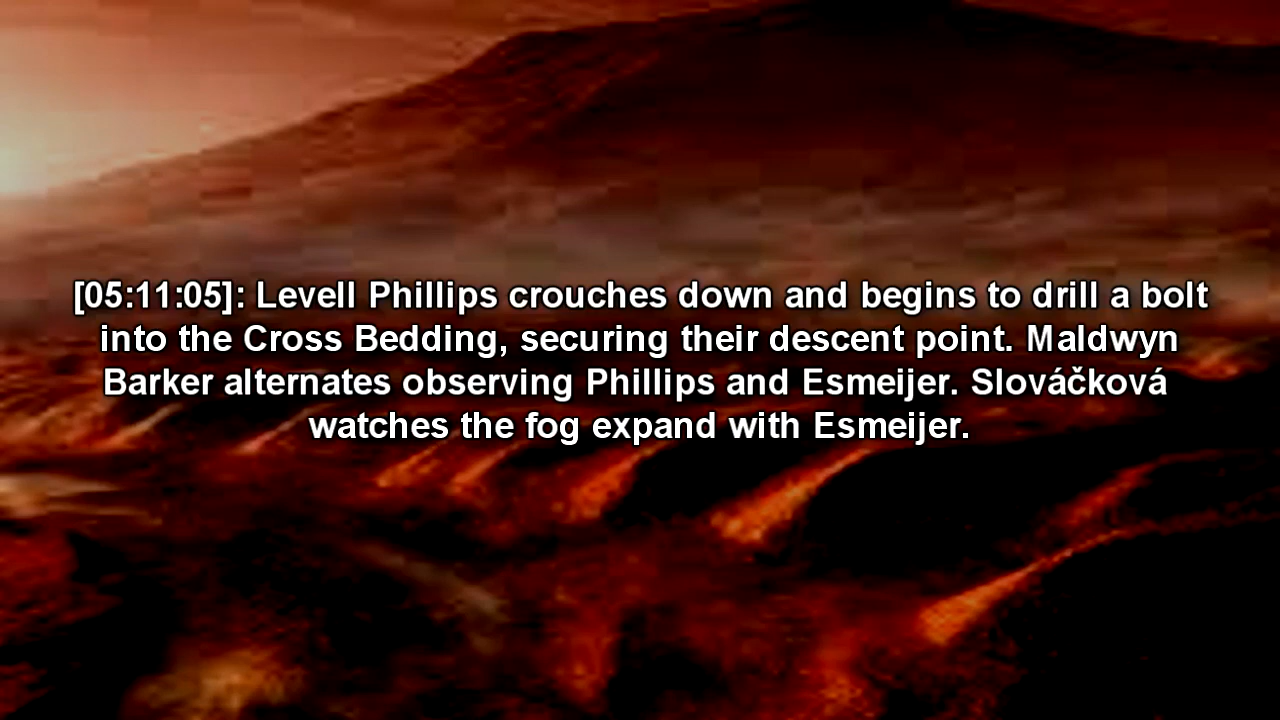 [05:11:05]: Levell Phillips crouches down and begins to drill a bolt
into the Cross Bedding, securing their descent point. Maldwyn
Barker alternates observing Phillips and Esmeijer. Slováčková
watches the fog expand with Esmeijer.